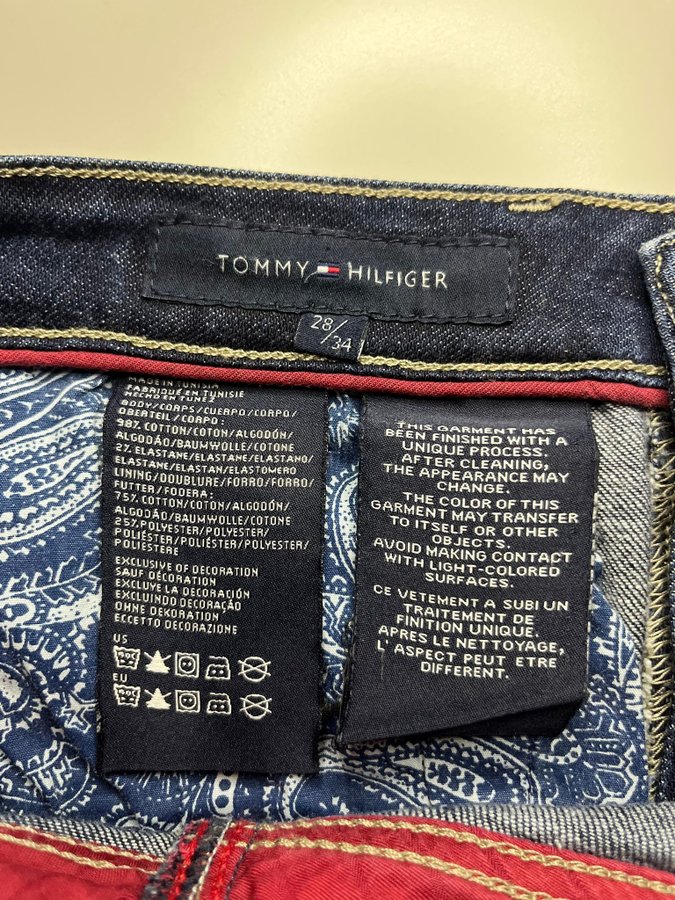 TOMMY HILFIGER
28/34
MADE IN TUNISIA
FABRIQUÉ EN TUNISIE
HECHO EN TUNEZ
BODY/CORPS/CUERPO/CORPO/
OBERTEIL/CORPO:
98% COTTON/COTON/ALGODÓN/
ALGODÃO/BAUMWOLLE/COTONE
2% ELASTANE/ELASTANE/ELASTANO/
ELASTANE/ELASTAN/ELASTOMERO
LINING/DOUBLURE/FORRO/FORRO/
FUTTER/FODERA:
75% COTTON/COTON/ALGODÓN/
ALGODÃO/BAUMWOLLE/COTONE
25% POLYESTER/POLYESTER/
POLIÉSTER/POLIÉSTER/POLYESTER/
POLIESTERE
EXCLUSIVE OF DECORATION
SAUF DÉCORATION
EXCLUYE LA DECORACIÓN
EXCLUINDO DECORAÇÃO
OHNE DEKORATION
ECCETTO DECORAZIONE
US
EU
THIS GARMENT HAS
BEEN FINISHED WITH A
UNIQUE PROCESS.
AFTER CLEANING,
THE APPEARANCE MAY
CHANGE.
THE COLOR OF THIS
GARMENT MAY TRANSFER
TO ITSELF OR OTHER
OBJECTS
AVOID MAKING CONTACT
WITH LIGHT-COLORED
SURFACES.
CE VETEMENT A SUBI UN
TRAITEMENT DE
FINITION UNIQUE.
APRES LE NETTOYAGE,
L' ASPECT PEUT ETRE
DIFFERENT.